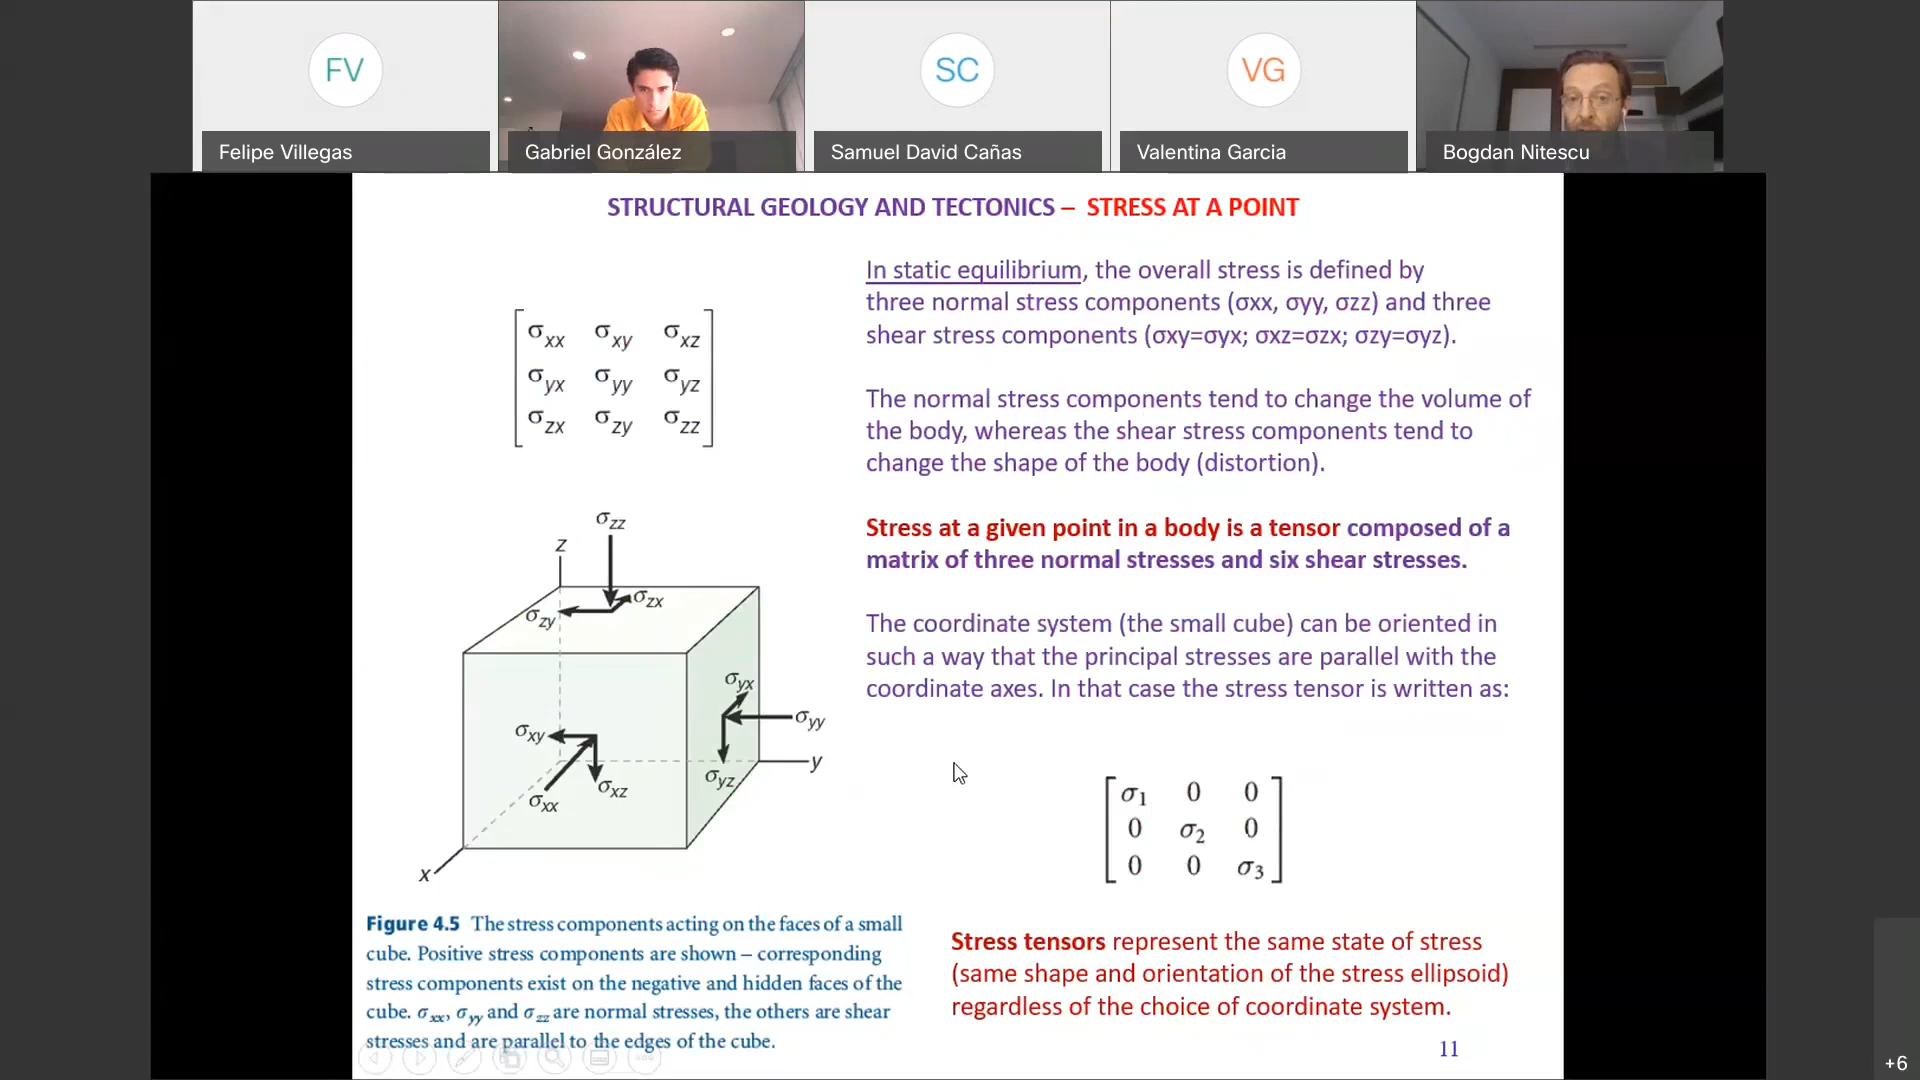 FV
SC
VG
Felipe Villegas
Gabriel González
Samuel David Cañas
Valentina Garcia
Bogdan Nitescu
STRUCTURAL GEOLOGY AND TECTONICS – STRESS AT A POINT
σxx σxy σxz
σyx σyy σyz
σzx σzy σzz
In static equilibrium, the overall stress is defined by
three normal stress components (σxx, σyy, σzz) and three
shear stress components (σxy=σyx; σxz=σzx; σzy=σyz).
The normal stress components tend to change the volume of
the body, whereas the shear stress components tend to
change the shape of the body (distortion).
Stress at a given point in a body is a tensor composed of a
matrix of three normal stresses and six shear stresses.
The coordinate system (the small cube) can be oriented in
such a way that the principal stresses are parallel with the
coordinate axes. In that case the stress tensor is written as:
σ1 0 0
0 σ2 0
0 0 σ3
Stress tensors represent the same state of stress
(same shape and orientation of the stress ellipsoid)
regardless of the choice of coordinate system.
σzz
z
σzx
σzy
σyx
σyy
σxy
y
σyz
σxz
σxx
x
Figure 4.5 The stress components acting on the faces of a small
cube. Positive stress components are shown – corresponding
stress components exist on the negative and hidden faces of the
cube. σxx, σyy and σzz are normal stresses, the others are shear
stresses and are parallel to the edges of the cube.
11
+6